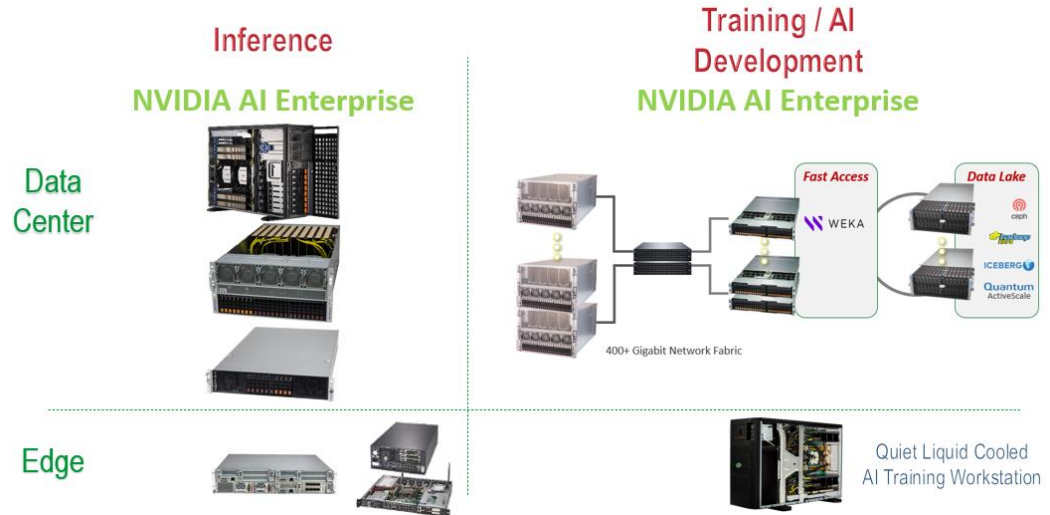 Inference
NVIDIA AI Enterprise
Training / AI
Development
NVIDIA AI Enterprise
Data
Center
Fast Access
WEKA
Data Lake
ceph
hadoop
ICEBERG
Quantum
ActiveScale
400+ Gigabit Network Fabric
Edge
Quiet Liquid Cooled
AI Training Workstation